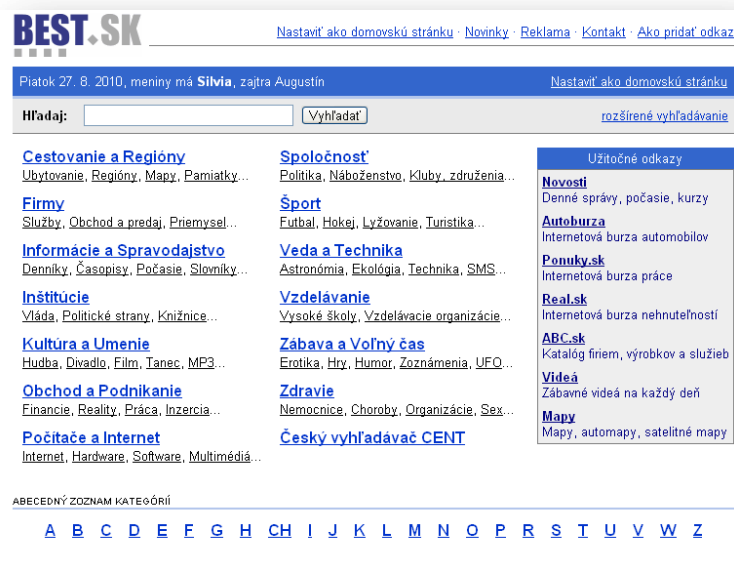 BEST.SK
Nastaviť ako domovskú stránku · Novinky · Reklama · Kontakt · Ako pridať odkaz
Piatok 27. 8. 2010, meniny má Silvia, zajtra Augustín
Nastaviť ako domovskú stránku
Hľadaj:
Vyhľadať
rozšírené vyhľadávanie
Cestovanie a Regióny
Ubytovanie, Regióny, Mapy, Pamiatky...
Firmy
Služby, Obchod a predaj, Priemysel...
Informácie a Spravodajstvo
Denníky, Časopisy, Počasie, Slovníky...
Inštitúcie
Vláda, Politické strany, Knižnice...
Kultúra a Umenie
Hudba, Divadlo, Film, Tanec, MP3...
Obchod a Podnikanie
Financie, Reality, Práca, Inzercia...
Počítače a Internet
Internet, Hardware, Software, Multimédiá...
Spoločnosť
Politika, Náboženstvo, Kluby, združenia...
Šport
Futbal, Hokej, Lyžovanie, Turistika...
Veda a Technika
Astronómia, Ekológia, Technika, SMS...
Vzdelávanie
Vysoké školy, Vzdelávacie organizácie...
Zábava a Voľný čas
Erotika, Hry, Humor, Zoznámenia, UFO...
Zdravie
Nemocnice, Choroby, Organizácie, Sex...
Český vyhľadávač CENT
Užitočné odkazy
Novosti
Denné správy, počasie, kurzy
Autoburza
Internetová burza automobilov
Ponuky.sk
Internetová burza práce
Real.sk
Internetová burza nehnuteľností
ABC.sk
Katalóg firiem, výrobkov a služieb
Videá
Zábavné videá na každý deň
Mapy
Mapy, automapy, satelitné mapy
ABECEDNÝ ZOZNAM KATEGÓRIÍ
A B C D E F G H CH I J K L M N O P R S T U V W Z